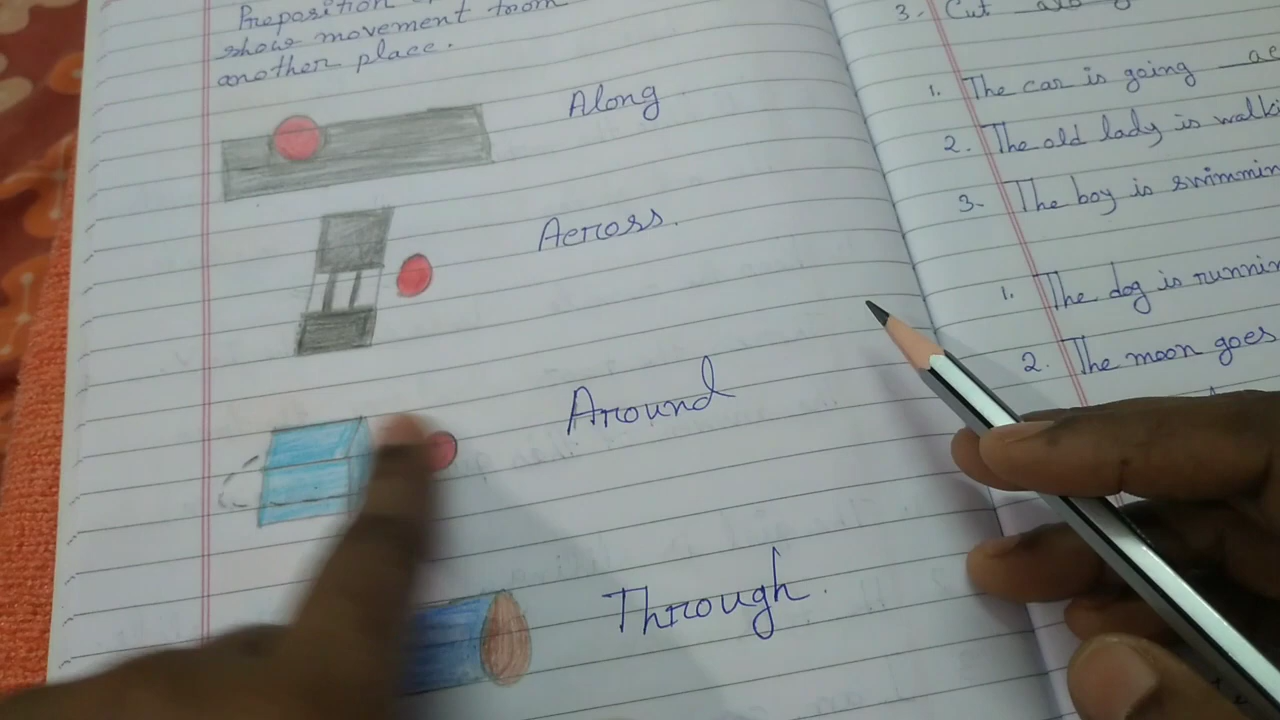 Preposition
show movement from
another place.
Along
Across.
Around
Through.
3. Cut
1. The car is going
2. The old lady is
3. The boy is
1. The dog is
2. The moon goes